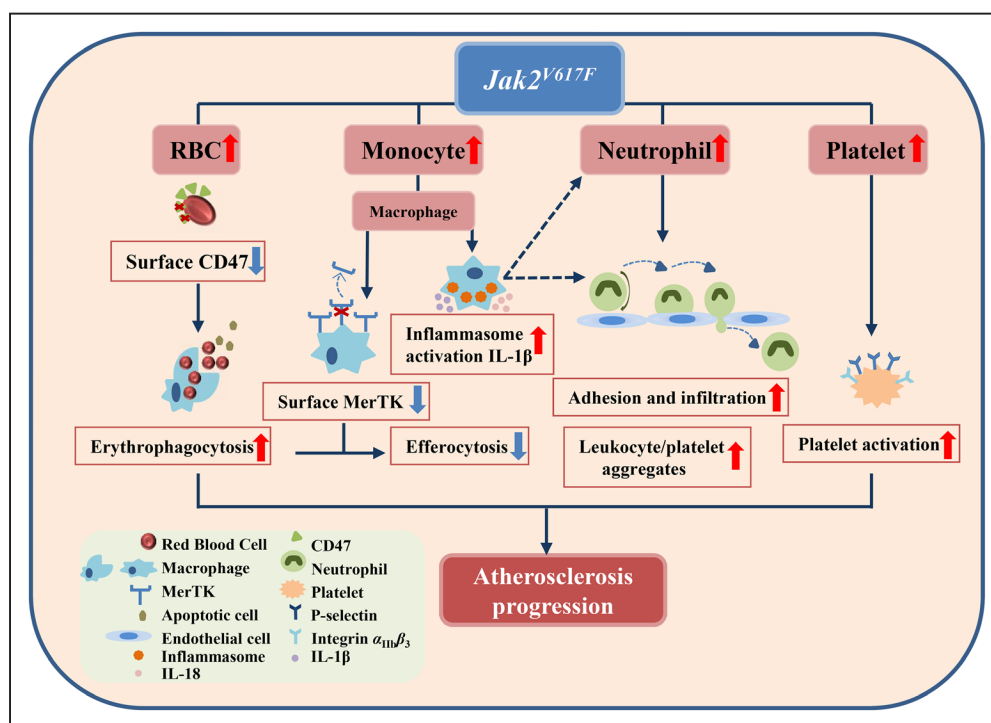 Jak2V617F
RBC
Monocyte
Neutrophil
Platelet
Macrophage
Surface CD47
Inflammasome
activation IL-1β
Surface MerTK
Adhesion and infiltration
Erythrophagocytosis
Efferocytosis
Leukocyte/platelet
aggregates
Platelet activation
Atherosclerosis
progression
Red Blood Cell
Macrophage
MerTK
Apoptotic cell
Endothelial cell
Inflammasome
IL-18
CD47
Neutrophil
Platelet
P-selectin
Integrin αIIbβ3
IL-1β